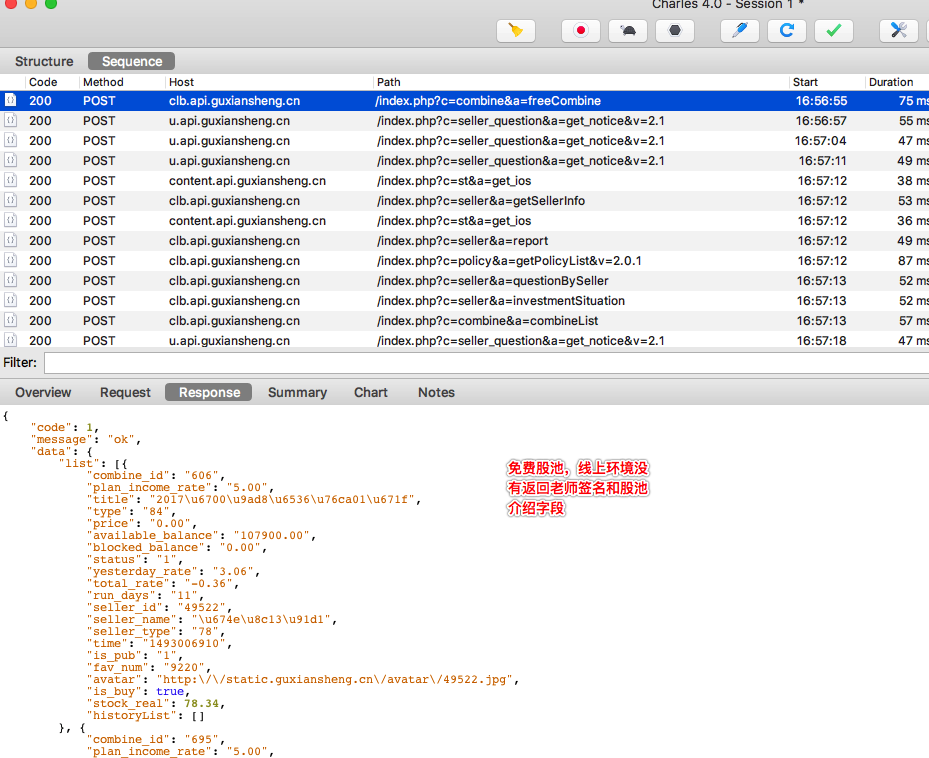 Charles 4.0 - Session 1 *
Structure Sequence
Code Method Host Path Start Duration
200 POST clb.api.guxiansheng.cn /index.php?c=combine&a=freeCombine 16:56:55 75 ms
200 POST u.api.guxiansheng.cn /index.php?c=seller_question&a=get_notice&v=2.1 16:56:57 55 ms
200 POST u.api.guxiansheng.cn /index.php?c=seller_question&a=get_notice&v=2.1 16:57:04 47 ms
200 POST u.api.guxiansheng.cn /index.php?c=seller_question&a=get_notice&v=2.1 16:57:11 49 ms
200 POST content.api.guxiansheng.cn /index.php?c=st&a=get_ios 16:57:12 38 ms
200 POST clb.api.guxiansheng.cn /index.php?c=seller&a=getSellerInfo 16:57:12 53 ms
200 POST content.api.guxiansheng.cn /index.php?c=st&a=get_ios 16:57:12 36 ms
200 POST clb.api.guxiansheng.cn /index.php?c=seller&a=report 16:57:12 49 ms
200 POST clb.api.guxiansheng.cn /index.php?c=policy&a=getPolicyList&v=2.0.1 16:57:12 87 ms
200 POST clb.api.guxiansheng.cn /index.php?c=seller&a=questionBySeller 16:57:13 52 ms
200 POST clb.api.guxiansheng.cn /index.php?c=seller&a=investmentSituation 16:57:13 52 ms
200 POST clb.api.guxiansheng.cn /index.php?c=combine&a=combineList 16:57:13 57 ms
200 POST u.api.guxiansheng.cn /index.php?c=seller_question&a=get_notice&v=2.1 16:57:18 47 ms
Filter:
Overview Request Response Summary Chart Notes
{
"code": 1,
"message": "ok",
"data": {
"list": [{
"combine_id": "606",
"plan_income_rate": "5.00",
"title": "2017\u6700\u9ad8\u6536\u76ca01\u671f",
"type": "84",
"price": "0.00",
"available_balance": "107900.00",
"blocked_balance": "0.00",
"status": "1",
"yesterday_rate": "3.06",
"total_rate": "-0.36",
"run_days": "11",
"seller_id": "49522",
"seller_name": "\u674e\u8c13\u91d1",
"seller_type": "78",
"time": "1493006910",
"is_pub": "1",
"fav_num": "9220",
"avatar": "http:\/\/static.guxiansheng.cn\/avatar\/49522.jpg",
"is_buy": true,
"stock_real": 78.34,
"historyList": []
}, {
"combine_id": "695",
"plan_income_rate": "5.00",
免费股池，线上环境没
有返回老师签名和股池
介绍字段